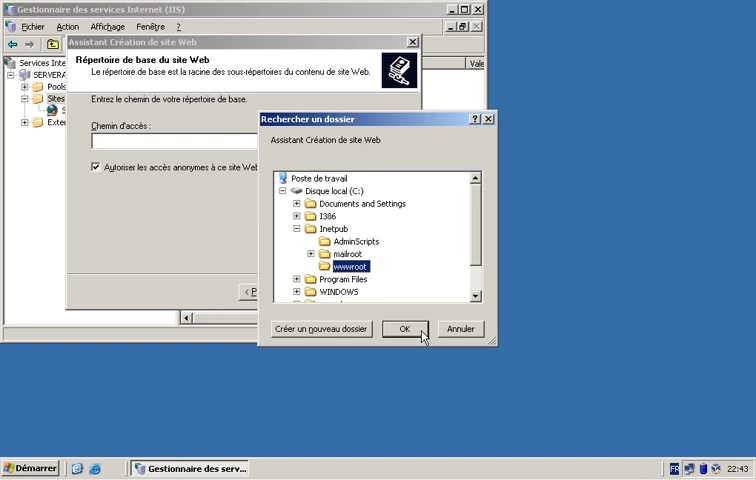 Gestionnaire des services Internet (IIS)
Fichier Action Affichage Fenêtre ?
Services Inte
Vale
SERVERA
Pools
Sites
S
Exter
Assistant Création de site Web
Répertoire de base du site Web
Le répertoire de base est la racine des sous-répertoires du contenu de site Web.
Entrez le chemin de votre répertoire de base.
Chemin d'accès :
Autoriser les accès anonymes à ce site Web
< P
Rechercher un dossier
Assistant Création de site Web
Poste de travail
Disque local (C:)
Documents and Settings
I386
Inetpub
AdminScripts
mailroot
wwwroot
Program Files
WINDOWS
Créer un nouveau dossier OK Annuler
Démarrer Gestionnaire des serv... FR 22:43